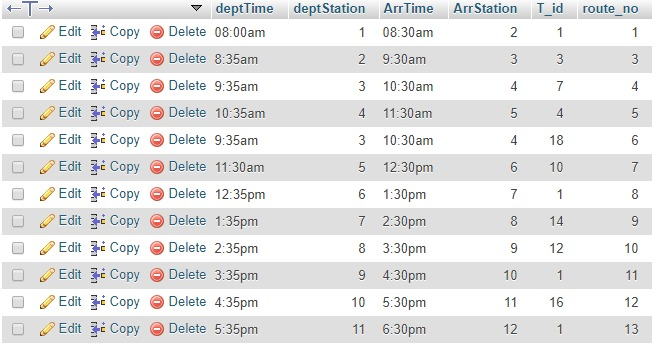 deptTime deptStation ArrTime ArrStation T_id route_no
Edit Copy Delete 08:00am 1 08:30am 2 1 1
Edit Copy Delete 8:35am 2 9:30am 3 3 3
Edit Copy Delete 9:35am 3 10:30am 4 7 4
Edit Copy Delete 10:35am 4 11:30am 5 4 5
Edit Copy Delete 9:35am 3 10:30am 4 18 6
Edit Copy Delete 11:30am 5 12:30pm 6 10 7
Edit Copy Delete 12:35pm 6 1:30pm 7 1 8
Edit Copy Delete 1:35pm 7 2:30pm 8 14 9
Edit Copy Delete 2:35pm 8 3:30pm 9 12 10
Edit Copy Delete 3:35pm 9 4:30pm 10 1 11
Edit Copy Delete 4:35pm 10 5:30pm 11 16 12
Edit Copy Delete 5:35pm 11 6:30pm 12 1 13